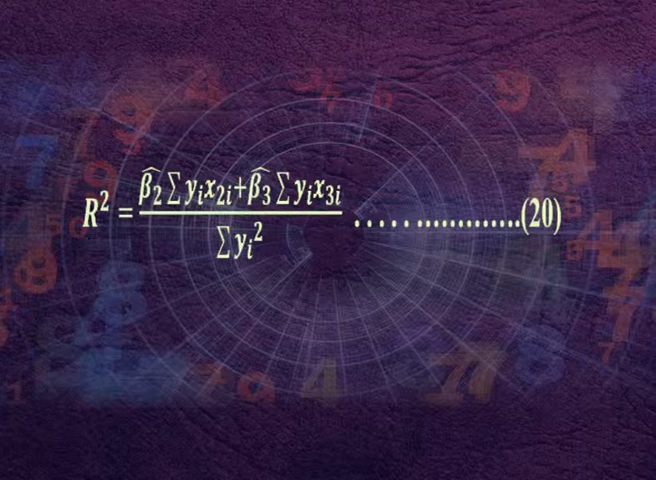 R² = (β̂₂ ∑ yᵢx₂ᵢ+β̂₃ ∑ yᵢx₃ᵢ) / (∑ yᵢ²) . . . . . ..............(20)